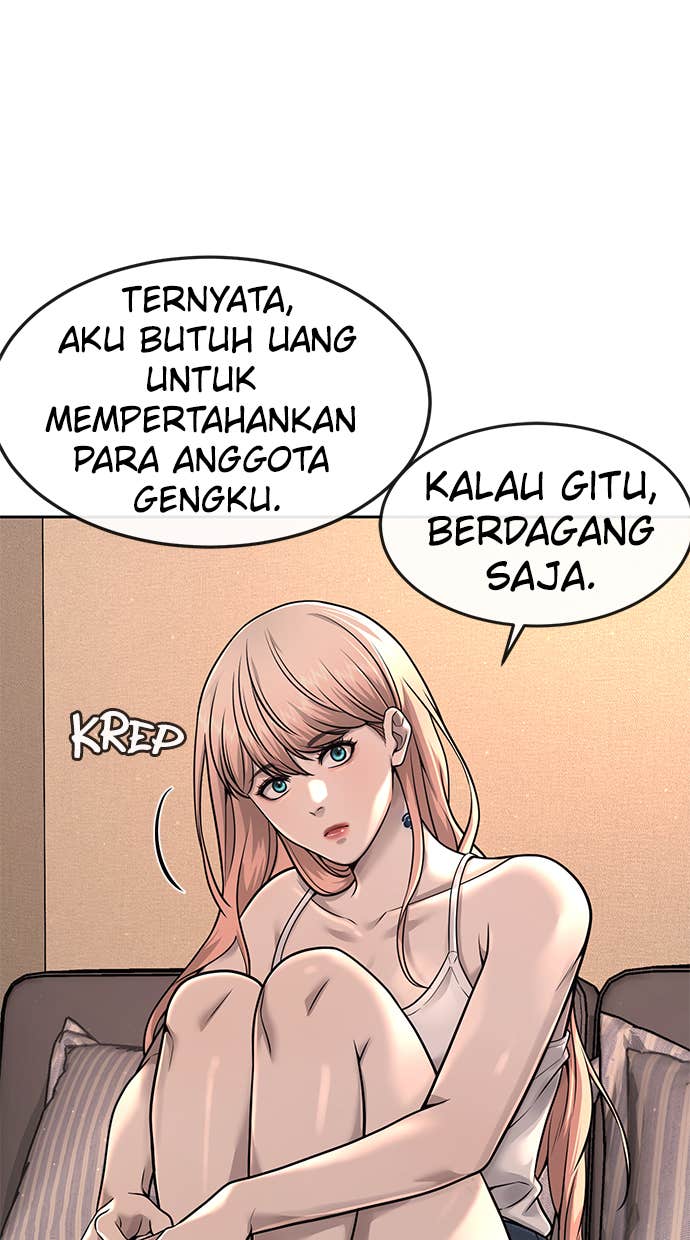 TERNYATA,
AKU BUTUH UANG
UNTUK
MEMPERTAHANKAN
PARA ANGGOTA
GENGKU.
KALAU GITU,
BERDAGANG
SAJA.
KREP